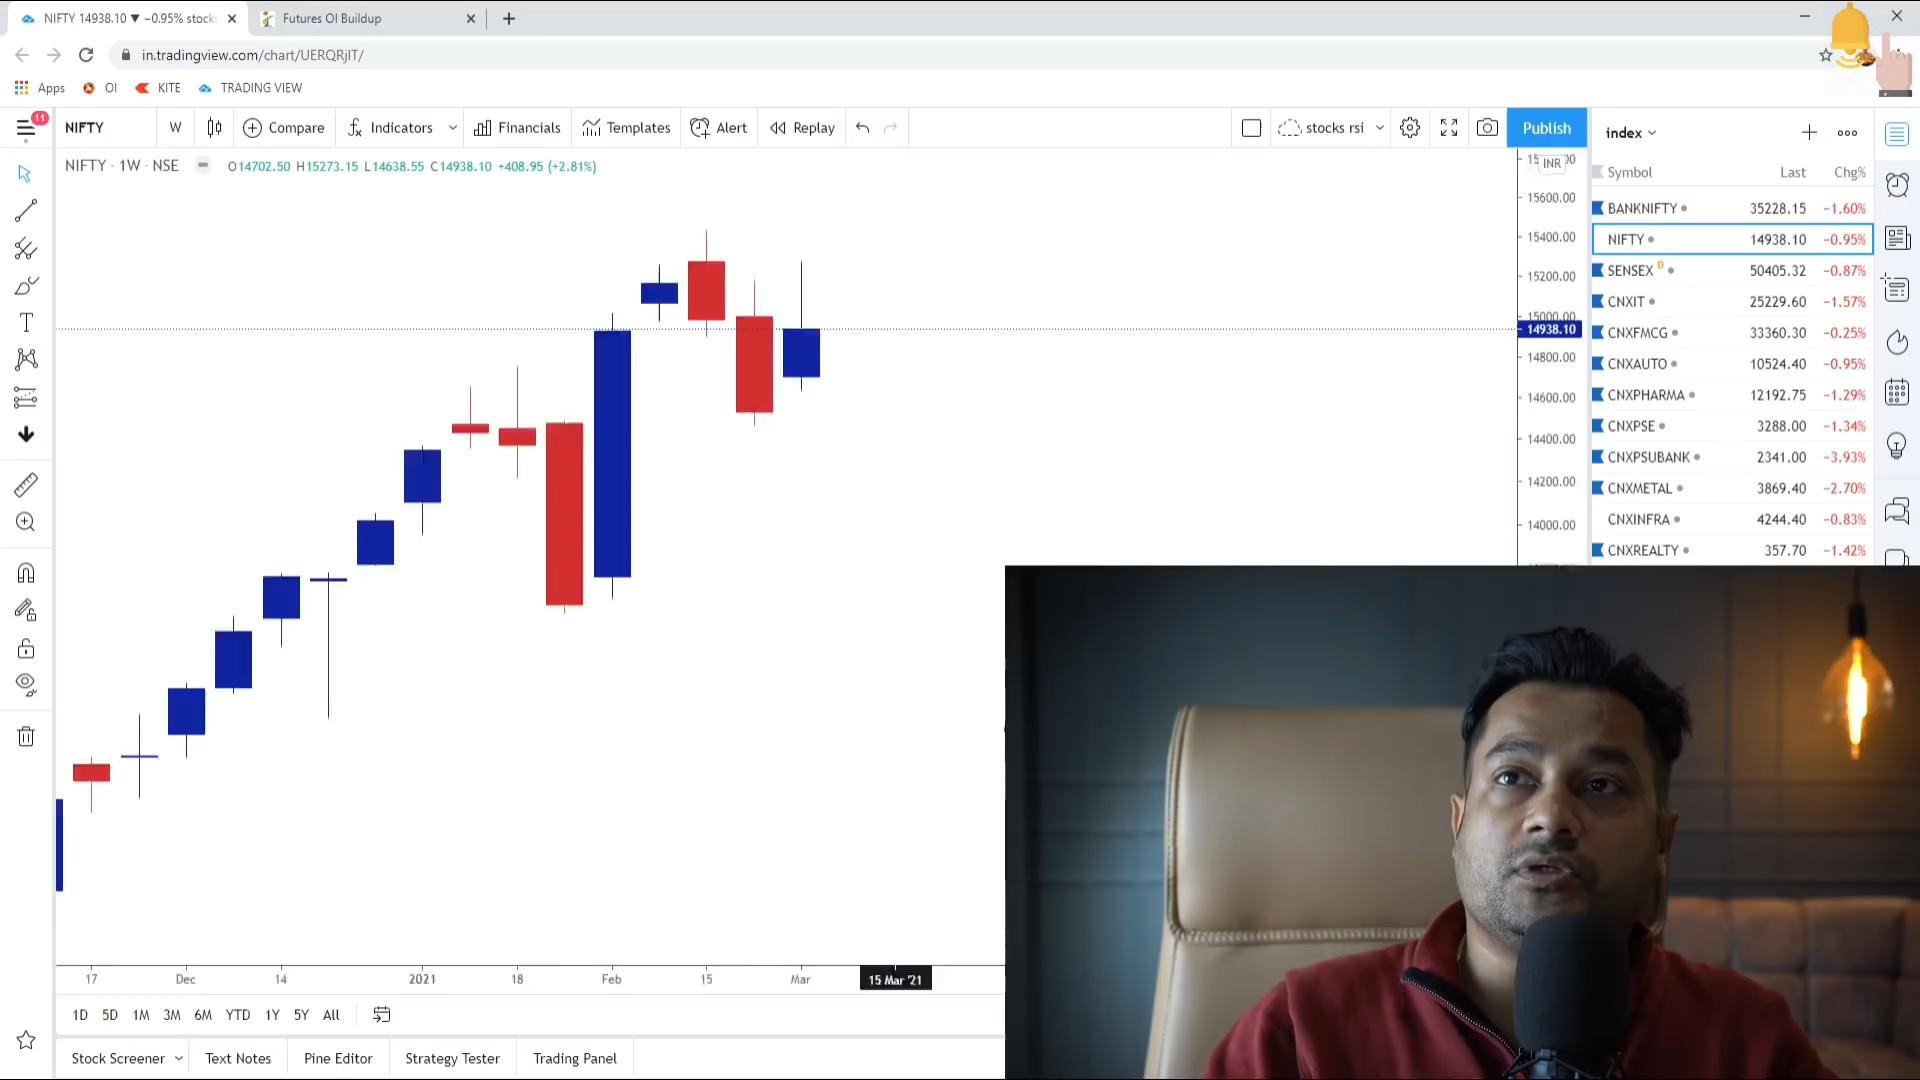 NIFTY 14938.10 ▼ −0.95% stocks
Futures OI Buildup
in.tradingview.com/chart/UERQRjIT/
Apps OI KITE TRADING VIEW
11
NIFTY W Compare Indicators Financials Templates Alert Replay stocks rsi Publish
NIFTY · 1W · NSE O14702.50 H15273.15 L14638.55 C14938.10 +408.95 (+2.81%)
INR
15600.00
15400.00
15200.00
15000.00
14938.10
14800.00
14600.00
14400.00
14200.00
14000.00
index
Symbol Last Chg%
BANKNIFTY 35228.15 −1.60%
NIFTY 14938.10 −0.95%
SENSEX D 50405.32 −0.87%
CNXIT 25229.60 −1.57%
CNXFMCG 33360.30 −0.25%
CNXAUTO 10524.40 −0.95%
CNXPHARMA 12192.75 −1.29%
CNXPSE 3288.00 −1.34%
CNXPSUBANK 2341.00 −3.93%
CNXMETAL 3869.40 −2.70%
CNXINFRA 4244.40 −0.83%
CNXREALTY 357.70 −1.42%
17 Dec 14 2021 18 Feb 15 Mar 15 Mar '21
1D 5D 1M 3M 6M YTD 1Y 5Y All
Stock Screener Text Notes Pine Editor Strategy Tester Trading Panel